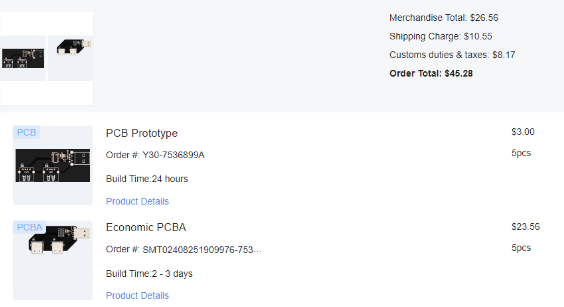 Merchandise Total: $26.56
Shipping Charge: $10.55
Customs duties & taxes: $8.17
Order Total: $45.28
PCB
PCB Prototype
$3.00
Order #: Y30-7536899A
5pcs
Build Time:24 hours
Product Details
PCBA
Economic PCBA
$23.56
Order #: SMT02408251909976-753...
5pcs
Build Time:2 - 3 days
Product Details